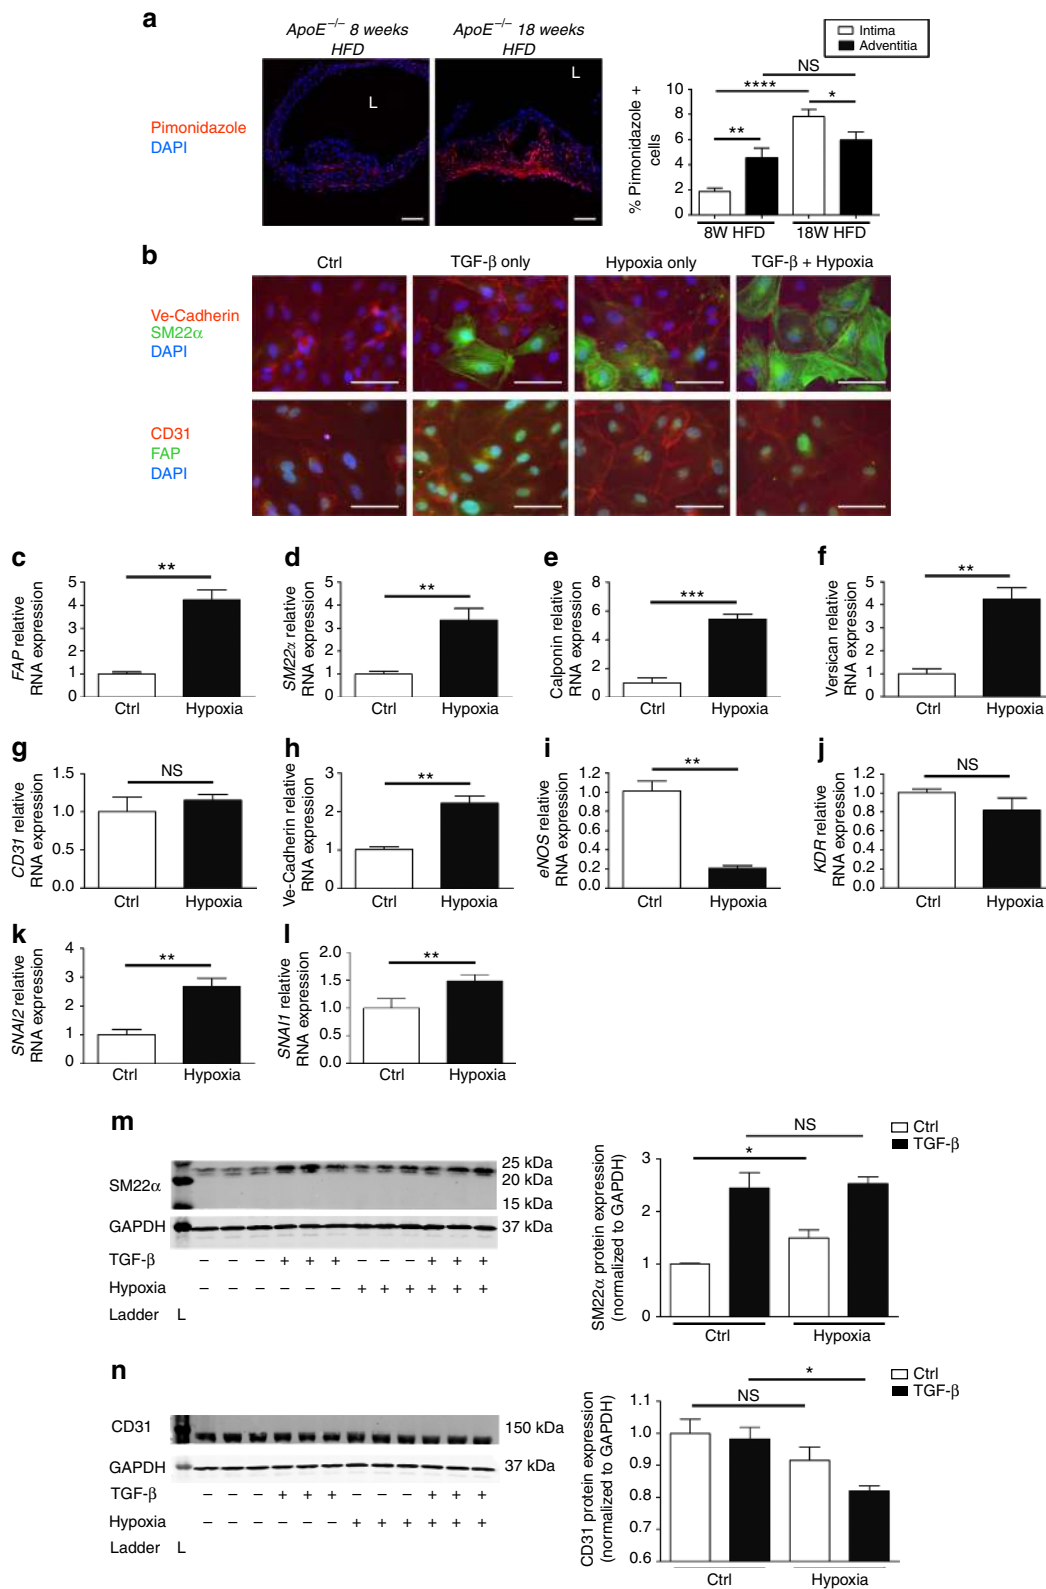 a
ApoE−/− 8 weeks HFD
ApoE−/− 18 weeks HFD
Pimonidazole
DAPI
L
L
Intima
Adventitia
% Pimonidazole + cells
10
8
6
4
2
0
NS
****
*
**
8W HFD
18W HFD
b
Ctrl
TGF-β only
Hypoxia only
TGF-β + Hypoxia
Ve-Cadherin
SM22α
DAPI
CD31
FAP
DAPI
c
FAP relative RNA expression
5
4
3
2
1
0
**
Ctrl
Hypoxia
d
SM22α relative RNA expression
5
4
3
2
1
0
**
Ctrl
Hypoxia
e
Calponin relative RNA expression
8
6
4
2
0
***
Ctrl
Hypoxia
f
Versican relative RNA expression
5
4
3
2
1
0
**
Ctrl
Hypoxia
g
CD31 relative RNA expression
1.5
1.0
0.5
0.0
NS
Ctrl
Hypoxia
h
Ve-Cadherin relative RNA expression
3
2
1
0
**
Ctrl
Hypoxia
i
eNOS relative RNA expression
1.2
1.0
0.8
0.6
0.4
0.2
0.0
**
Ctrl
Hypoxia
j
KDR relative RNA expression
1.2
1.0
0.8
0.6
0.4
0.2
0.0
NS
Ctrl
Hypoxia
k
SNAI2 relative RNA expression
4
3
2
1
0
**
Ctrl
Hypoxia
l
SNAI1 relative RNA expression
2.0
1.5
1.0
0.5
0.0
**
Ctrl
Hypoxia
m
SM22α
25 kDa
20 kDa
15 kDa
GAPDH
37 kDa
TGF-β − − − + + + − − − + + +
Hypoxia − − − − − − + + + + + +
Ladder L
SM22α protein expression (normalized to GAPDH)
3
2
1
0
*
NS
Ctrl
TGF-β
Ctrl
Hypoxia
n
CD31
150 kDa
GAPDH
37 kDa
TGF-β − − − + + + − − − + + +
Hypoxia − − − − − − + + + + + +
Ladder L
CD31 protein expression (normalized to GAPDH)
1.1
1.0
0.9
0.8
0.7
0.6
NS
*
Ctrl
TGF-β
Ctrl
Hypoxia